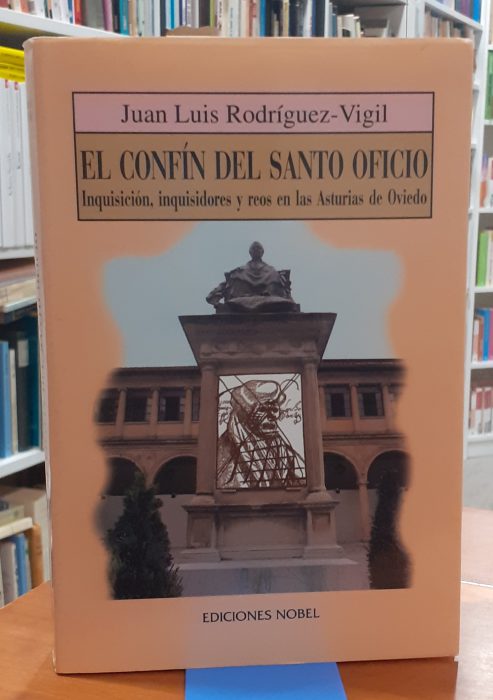 Juan Luis Rodríguez-Vigil
EL CONFÍN DEL SANTO OFICIO
Inquisición, inquisidores y reos en las Asturias de Oviedo
EDICIONES NOBEL